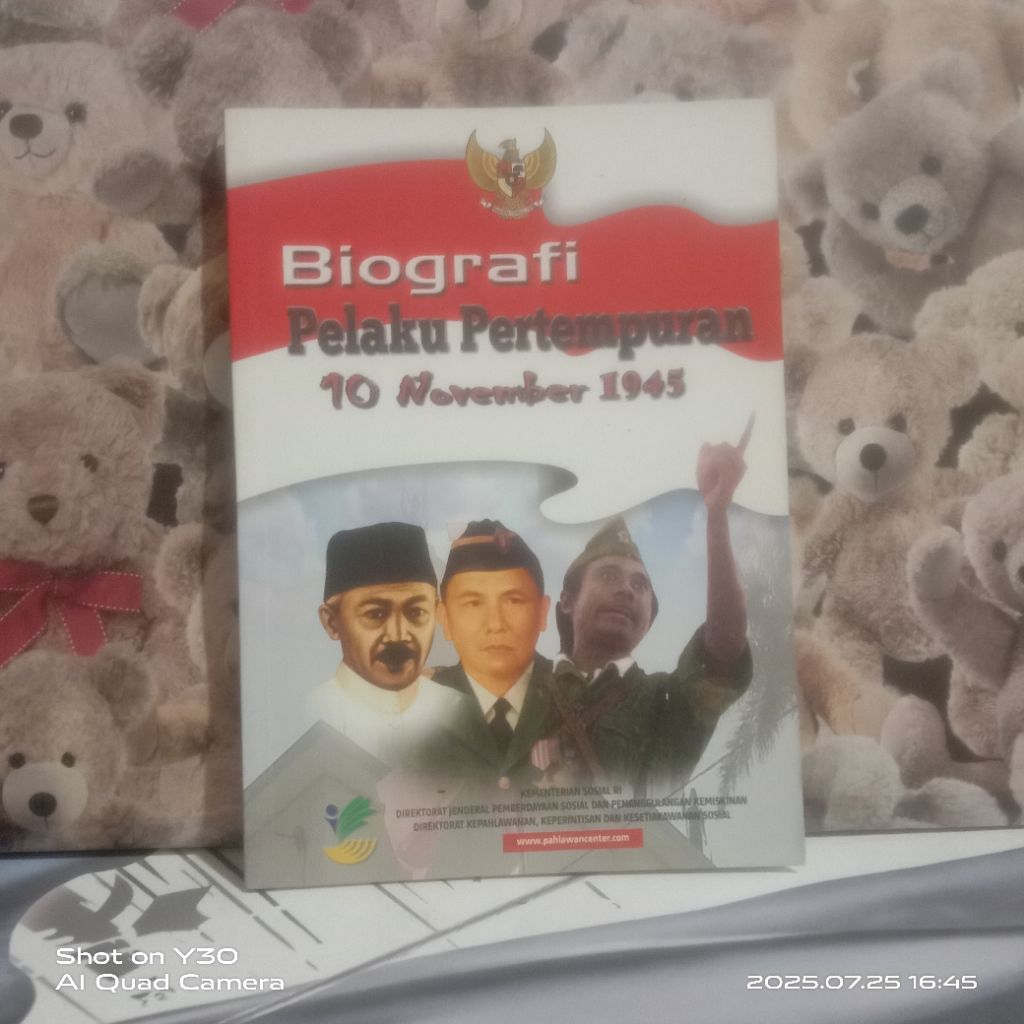 Biografi
Pelaku Pertempuran
10 November 1945
KEMENTERIAN SOSIAL RI
DIREKTORAT JENDERAL PEMBERDAYAAN SOSIAL DAN PENANGGULANGAN KEMISKINAN
DIREKTORAT KEPAHLAWANAN, KEPERINTISAN DAN KESETIAKAWANAN SOSIAL
www.pahlawancenter.com
Shot on Y30
AI Quad Camera
2025.07.25 16:45